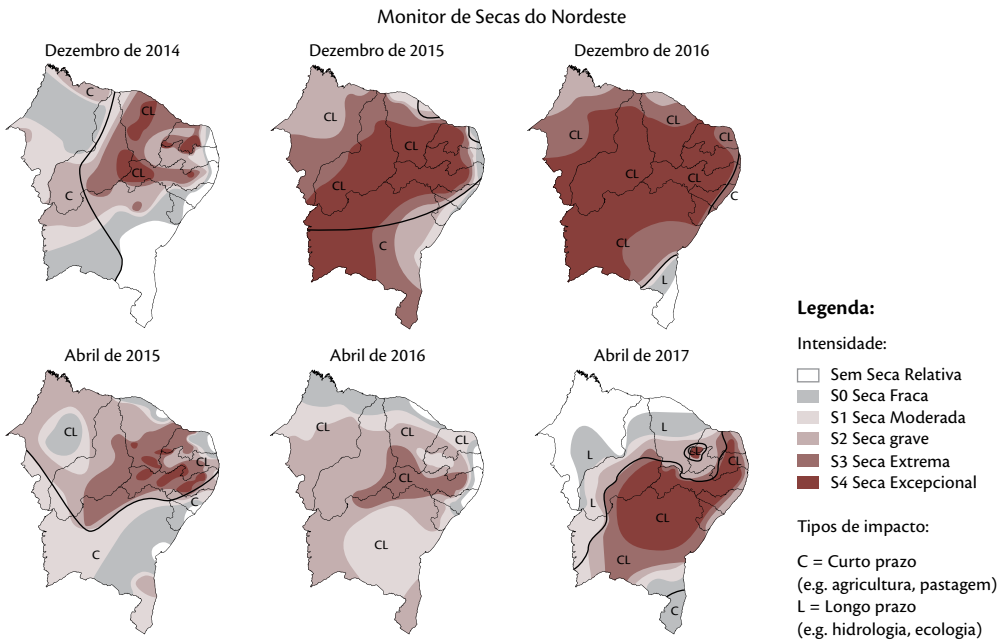 Monitor de Secas do Nordeste
Dezembro de 2014
C
CL
CL
C
Dezembro de 2015
CL
CL
CL
C
Dezembro de 2016
CL
CL
CL
CL
CL
C
CL
L
Abril de 2015
CL
CL
C
C
Abril de 2016
CL
CL
CL
CL
Abril de 2017
L
L
CL
CL
L
CL
CL
C
Legenda:
Intensidade:
Sem Seca Relativa
S0 Seca Fraca
S1 Seca Moderada
S2 Seca grave
S3 Seca Extrema
S4 Seca Excepcional
Tipos de impacto:
C = Curto prazo
(e.g. agricultura, pastagem)
L = Longo prazo
(e.g. hidrologia, ecologia)